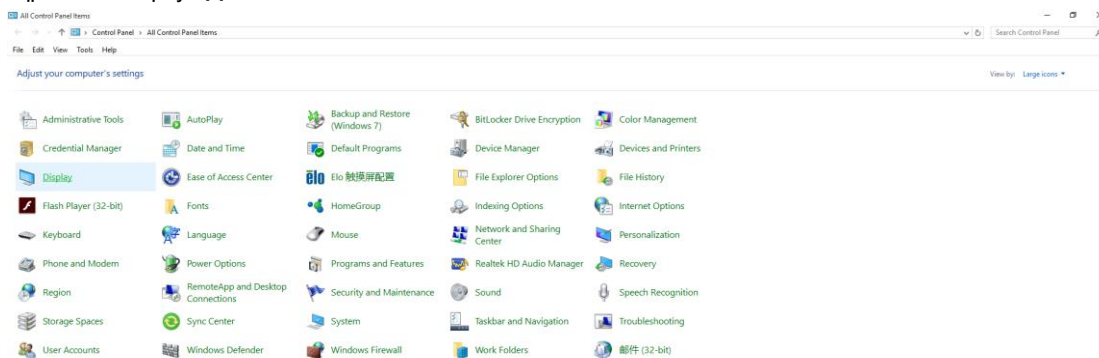 All Control Panel Items
Control Panel > All Control Panel Items
Search Control Panel
File Edit View Tools Help
Adjust your computer's settings
View by: Large icons
Administrative Tools
AutoPlay
Backup and Restore
(Windows 7)
BitLocker Drive Encryption
Color Management
Credential Manager
Date and Time
Default Programs
Device Manager
Devices and Printers
Display
Ease of Access Center
elo
Elo 触摸屏配置
File Explorer Options
File History
Flash Player (32-bit)
Fonts
HomeGroup
Indexing Options
Internet Options
Keyboard
Language
Mouse
Network and Sharing
Center
Personalization
Phone and Modem
Power Options
Programs and Features
Realtek HD Audio Manager
Recovery
Region
RemoteApp and Desktop
Connections
Security and Maintenance
Sound
Speech Recognition
Storage Spaces
Sync Center
System
Taskbar and Navigation
Troubleshooting
User Accounts
Windows Defender
Windows Firewall
Work Folders
邮件 (32-bit)